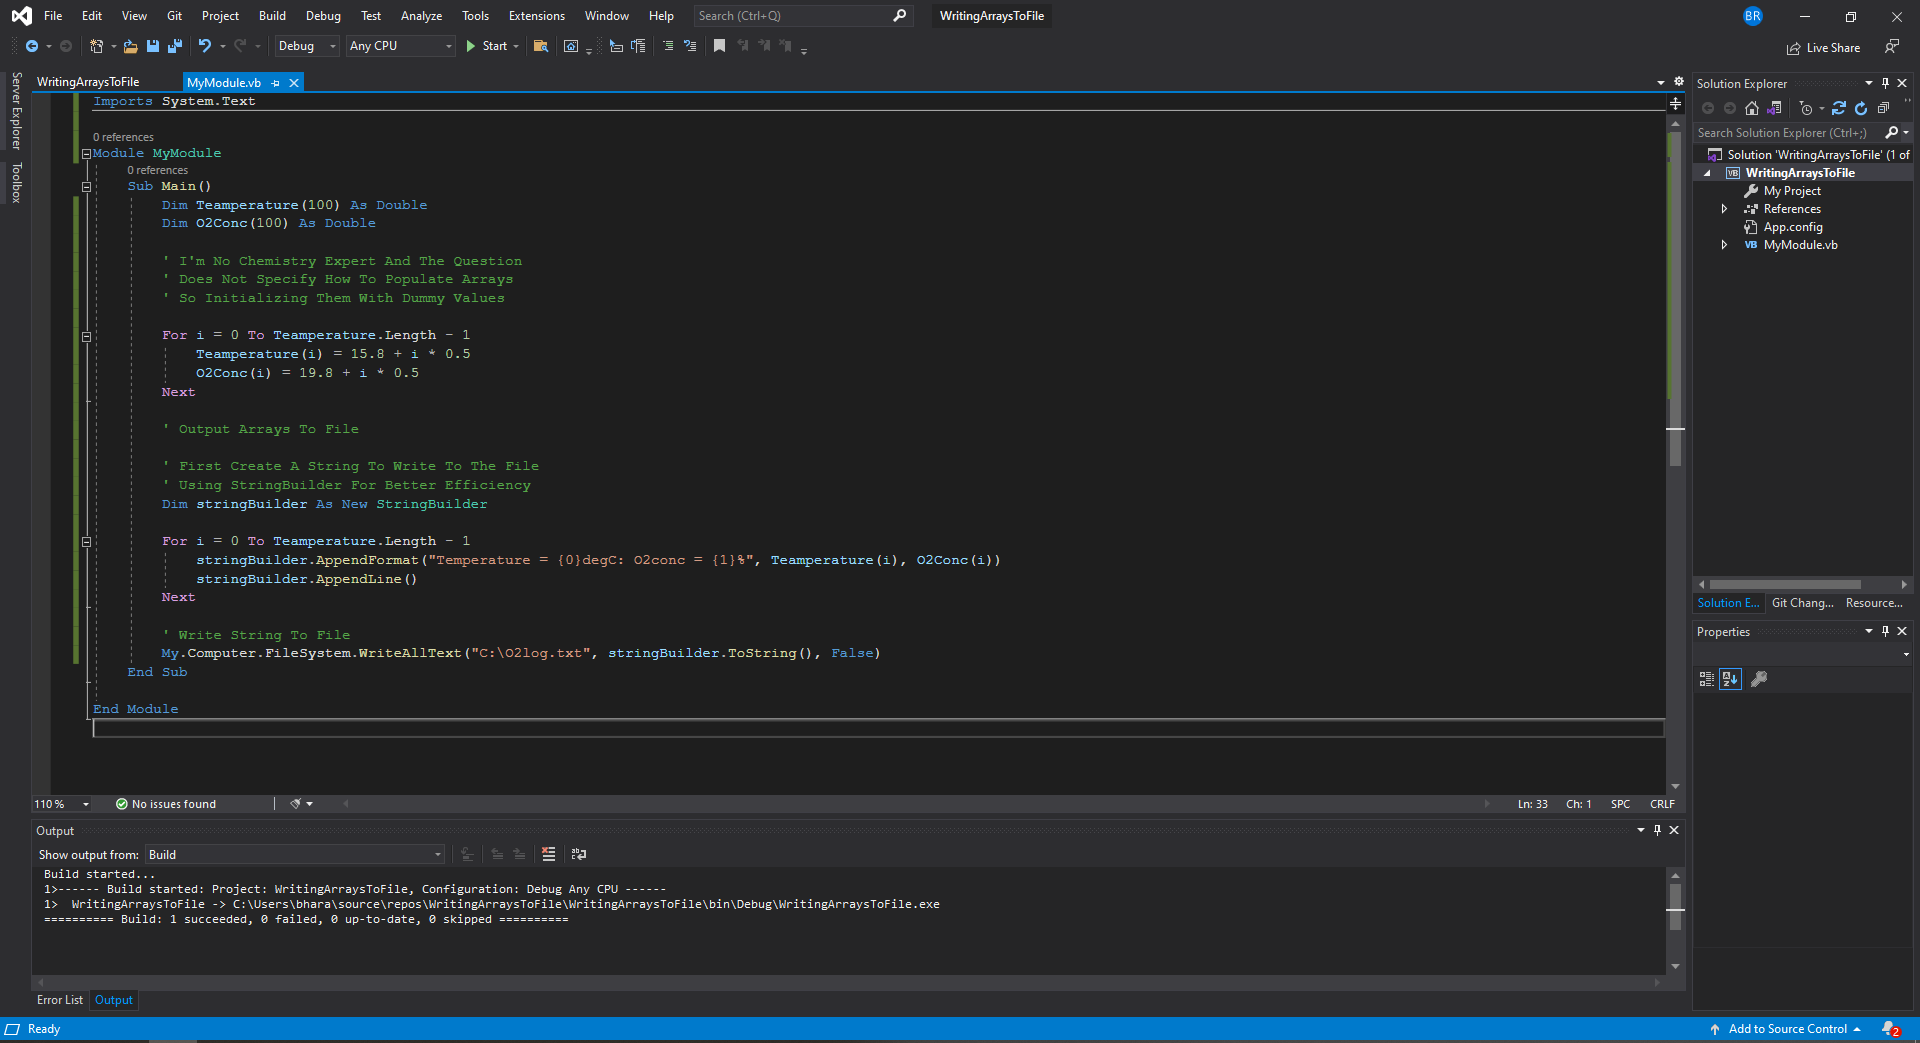 File Edit View Git Project Build Debug Test Analyze Tools Extensions Window Help Search (Ctrl+Q) WritingArraysToFile BR
Debug Any CPU Start Live Share
Server Explorer
Toolbox
WritingArraysToFile MyModule.vb
Imports System.Text
0 references
Module MyModule
0 references
Sub Main()
Dim Teamperature(100) As Double
Dim O2Conc(100) As Double
' I'm No Chemistry Expert And The Question
' Does Not Specify How To Populate Arrays
' So Initializing Them With Dummy Values
For i = 0 To Teamperature.Length - 1
Teamperature(i) = 15.8 + i * 0.5
O2Conc(i) = 19.8 + i * 0.5
Next
' Output Arrays To File
' First Create A String To Write To The File
' Using StringBuilder For Better Efficiency
Dim stringBuilder As New StringBuilder
For i = 0 To Teamperature.Length - 1
stringBuilder.AppendFormat("Temperature = {0}degC: O2conc = {1}%", Teamperature(i), O2Conc(i))
stringBuilder.AppendLine()
Next
' Write String To File
My.Computer.FileSystem.WriteAllText("C:\O2log.txt", stringBuilder.ToString(), False)
End Sub
End Module
110 % No issues found Ln: 33 Ch: 1 SPC CRLF
Output
Show output from: Build
Build started...
1>------ Build started: Project: WritingArraysToFile, Configuration: Debug Any CPU ------
1>  WritingArraysToFile -> C:\Users\bhara\source\repos\WritingArraysToFile\WritingArraysToFile\bin\Debug\WritingArraysToFile.exe
========== Build: 1 succeeded, 0 failed, 0 up-to-date, 0 skipped ==========
Error List Output
Solution Explorer
Search Solution Explorer (Ctrl+;)
Solution 'WritingArraysToFile' (1 of
VB WritingArraysToFile
My Project
References
App.config
VB MyModule.vb
Solution E... Git Chang... Resource...
Properties
Ready Add to Source Control 2